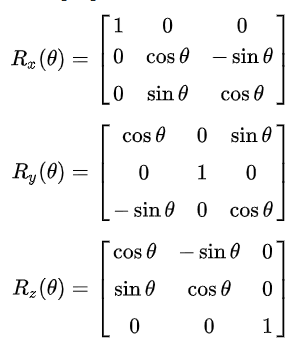 R_x(θ) = [1 0 0
0 cos θ − sin θ
0 sin θ cos θ]
R_y(θ) = [cos θ 0 sin θ
0 1 0
− sin θ 0 cos θ]
R_z(θ) = [cos θ − sin θ 0
sin θ cos θ 0
0 0 1]